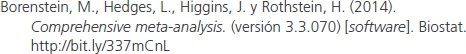 Borenstein, M., Hedges, L., Higgins, J. y Rothstein, H. (2014).
Comprehensive meta-analysis. (versión 3.3.070) [software]. Biostat.
http://bit.ly/337mCnL